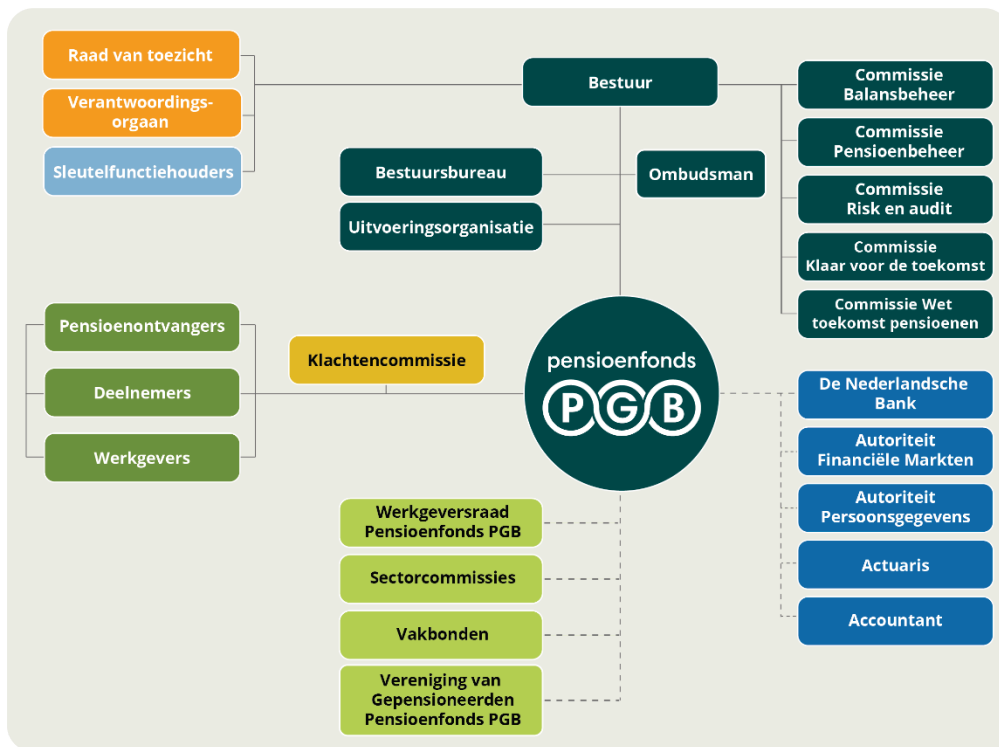 Raad van toezicht
Verantwoordings-
orgaan
Sleutelfunctiehouders
Bestuur
Bestuursbureau
Ombudsman
Uitvoeringsorganisatie
Commissie
Balansbeheer
Commissie
Pensioenbeheer
Commissie
Risk en audit
Commissie
Klaar voor de toekomst
Commissie Wet
toekomst pensioenen
Pensioenontvangers
Deelnemers
Werkgevers
Klachtencommissie
pensioenfonds
PGB
De Nederlandsche
Bank
Autoriteit
Financiële Markten
Autoriteit
Persoonsgegevens
Actuaris
Accountant
Werkgeversraad
Pensioenfonds PGB
Sectorcommissies
Vakbonden
Vereniging van
Gepensioneerden
Pensioenfonds PGB